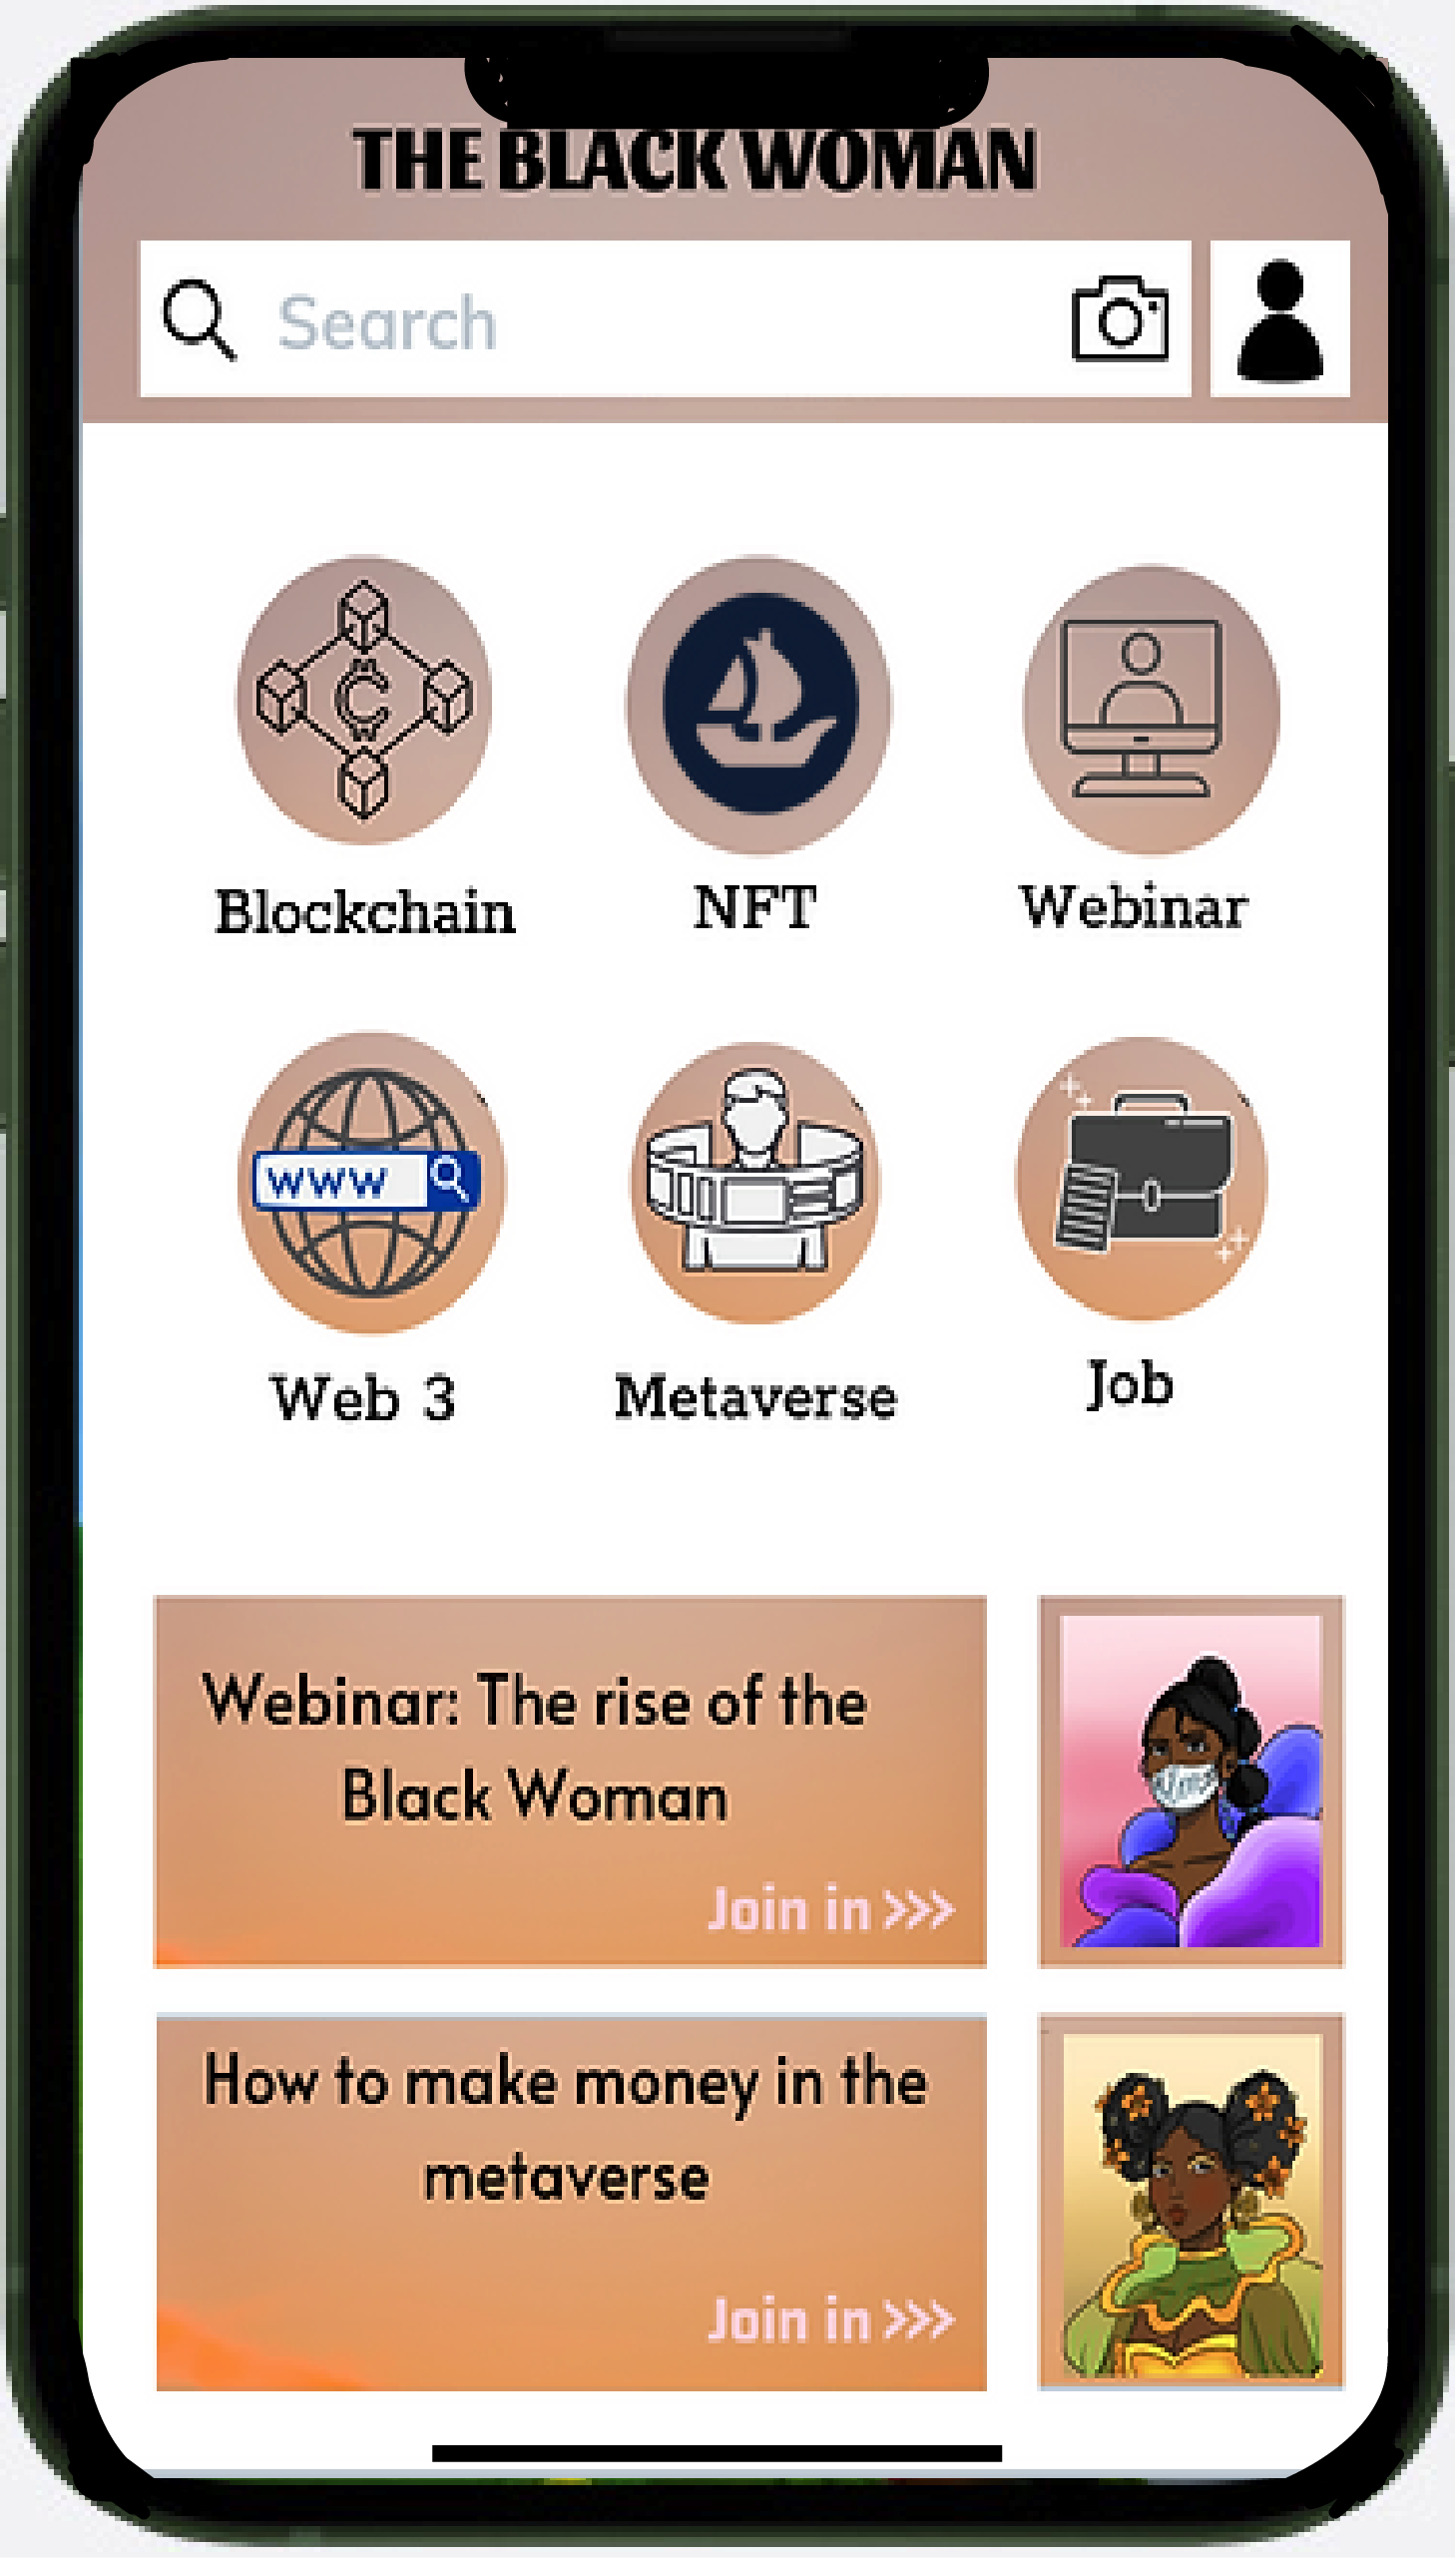 THE BLACK WOMAN
Search
Blockchain
NFT
Webinar
www
Web 3
Metaverse
Job
Webinar: The rise of the
Black Woman
Join in >>>
How to make money in the
metaverse
Join in >>>